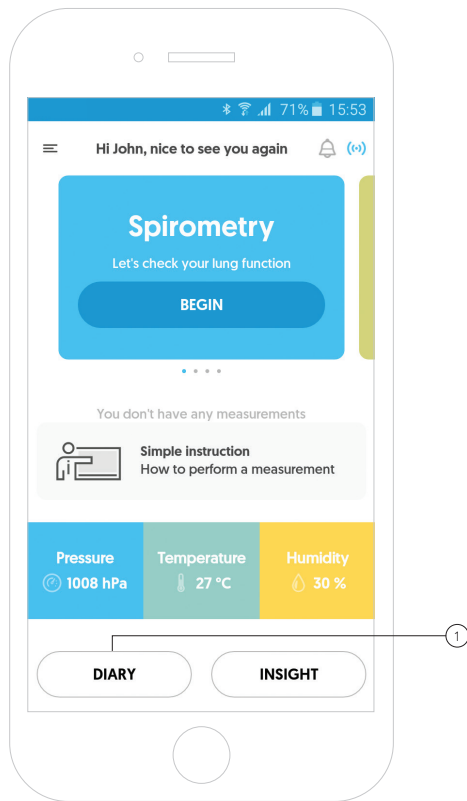 71% 15:53
Hi John, nice to see you again
Spirometry
Let's check your lung function
BEGIN
You don't have any measurements
Simple instruction
How to perform a measurement
Pressure Temperature Humidity
1008 hPa 27 °C 30 %
1
DIARY INSIGHT